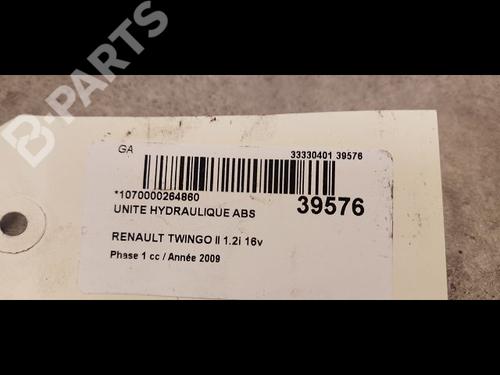 B-PARTS
GA
33330401 39576
*1070000264860
39576
UNITE HYDRAULIQUE ABS
RENAULT TWINGO II 1.2i 16v
Phase 1 cc / Année 2009